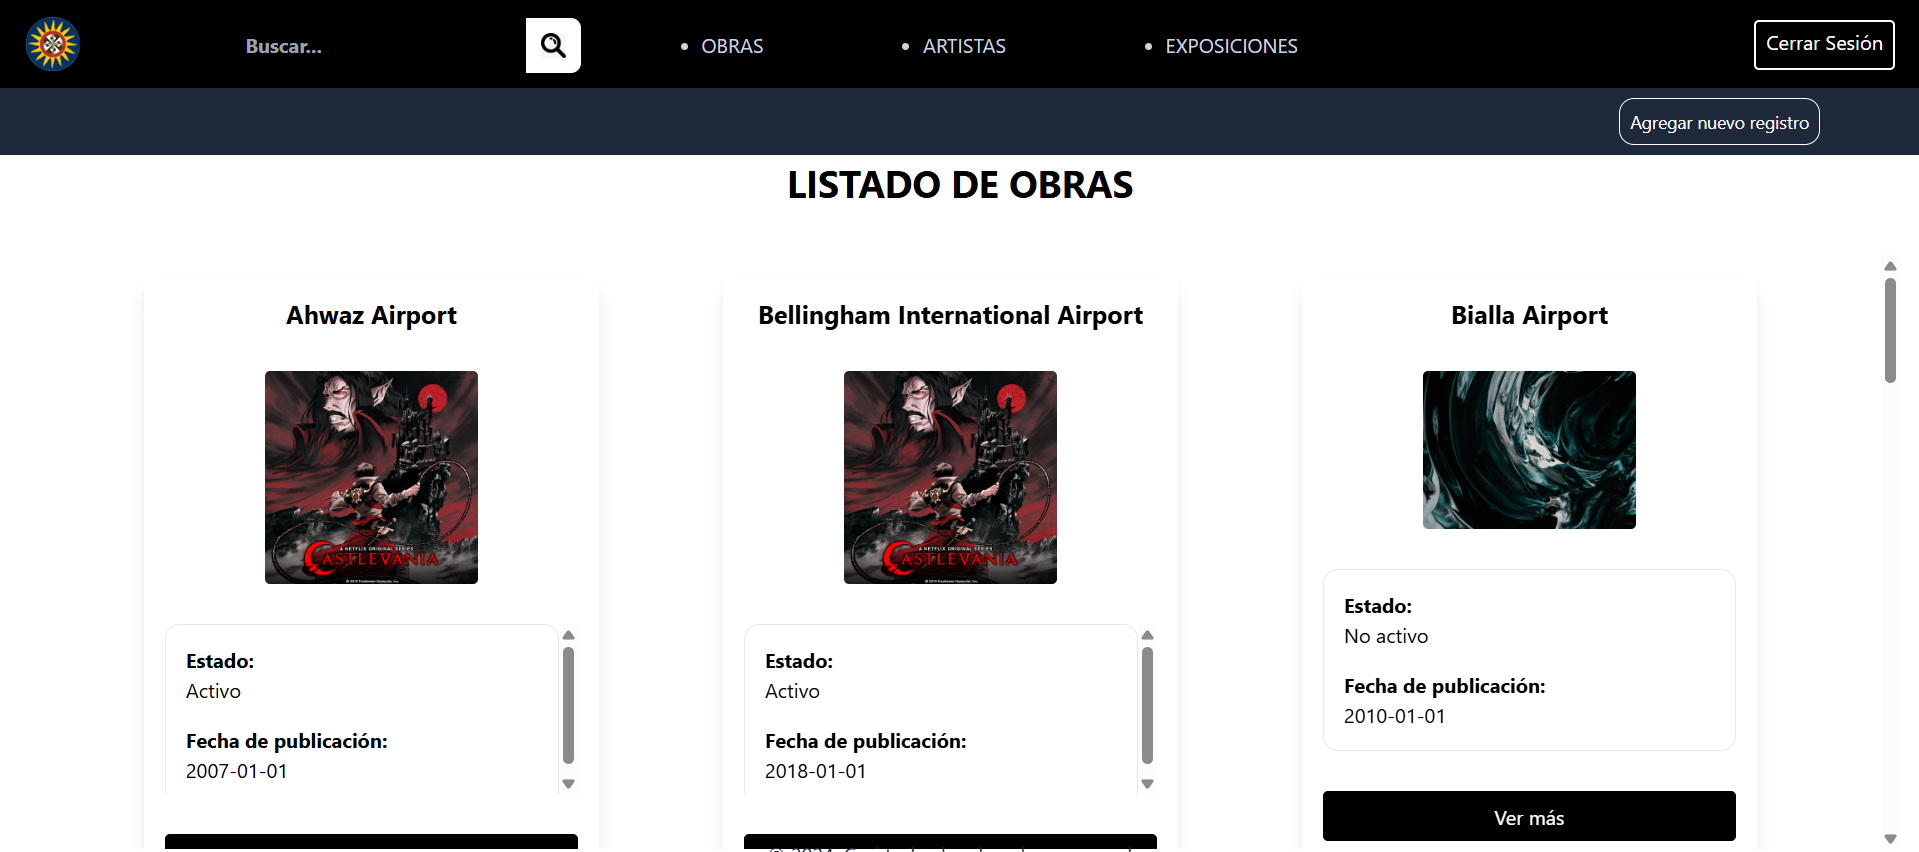 Buscar...
OBRAS
ARTISTAS
EXPOSICIONES
Cerrar Sesión
Agregar nuevo registro
LISTADO DE OBRAS
Ahwaz Airport
A NETFLIX ORIGINAL SERIES
CASTLEVANIA
Estado:
Activo
Fecha de publicación:
2007-01-01
Bellingham International Airport
A NETFLIX ORIGINAL SERIES
CASTLEVANIA
Estado:
Activo
Fecha de publicación:
2018-01-01
Bialla Airport
Estado:
No activo
Fecha de publicación:
2010-01-01
Ver más